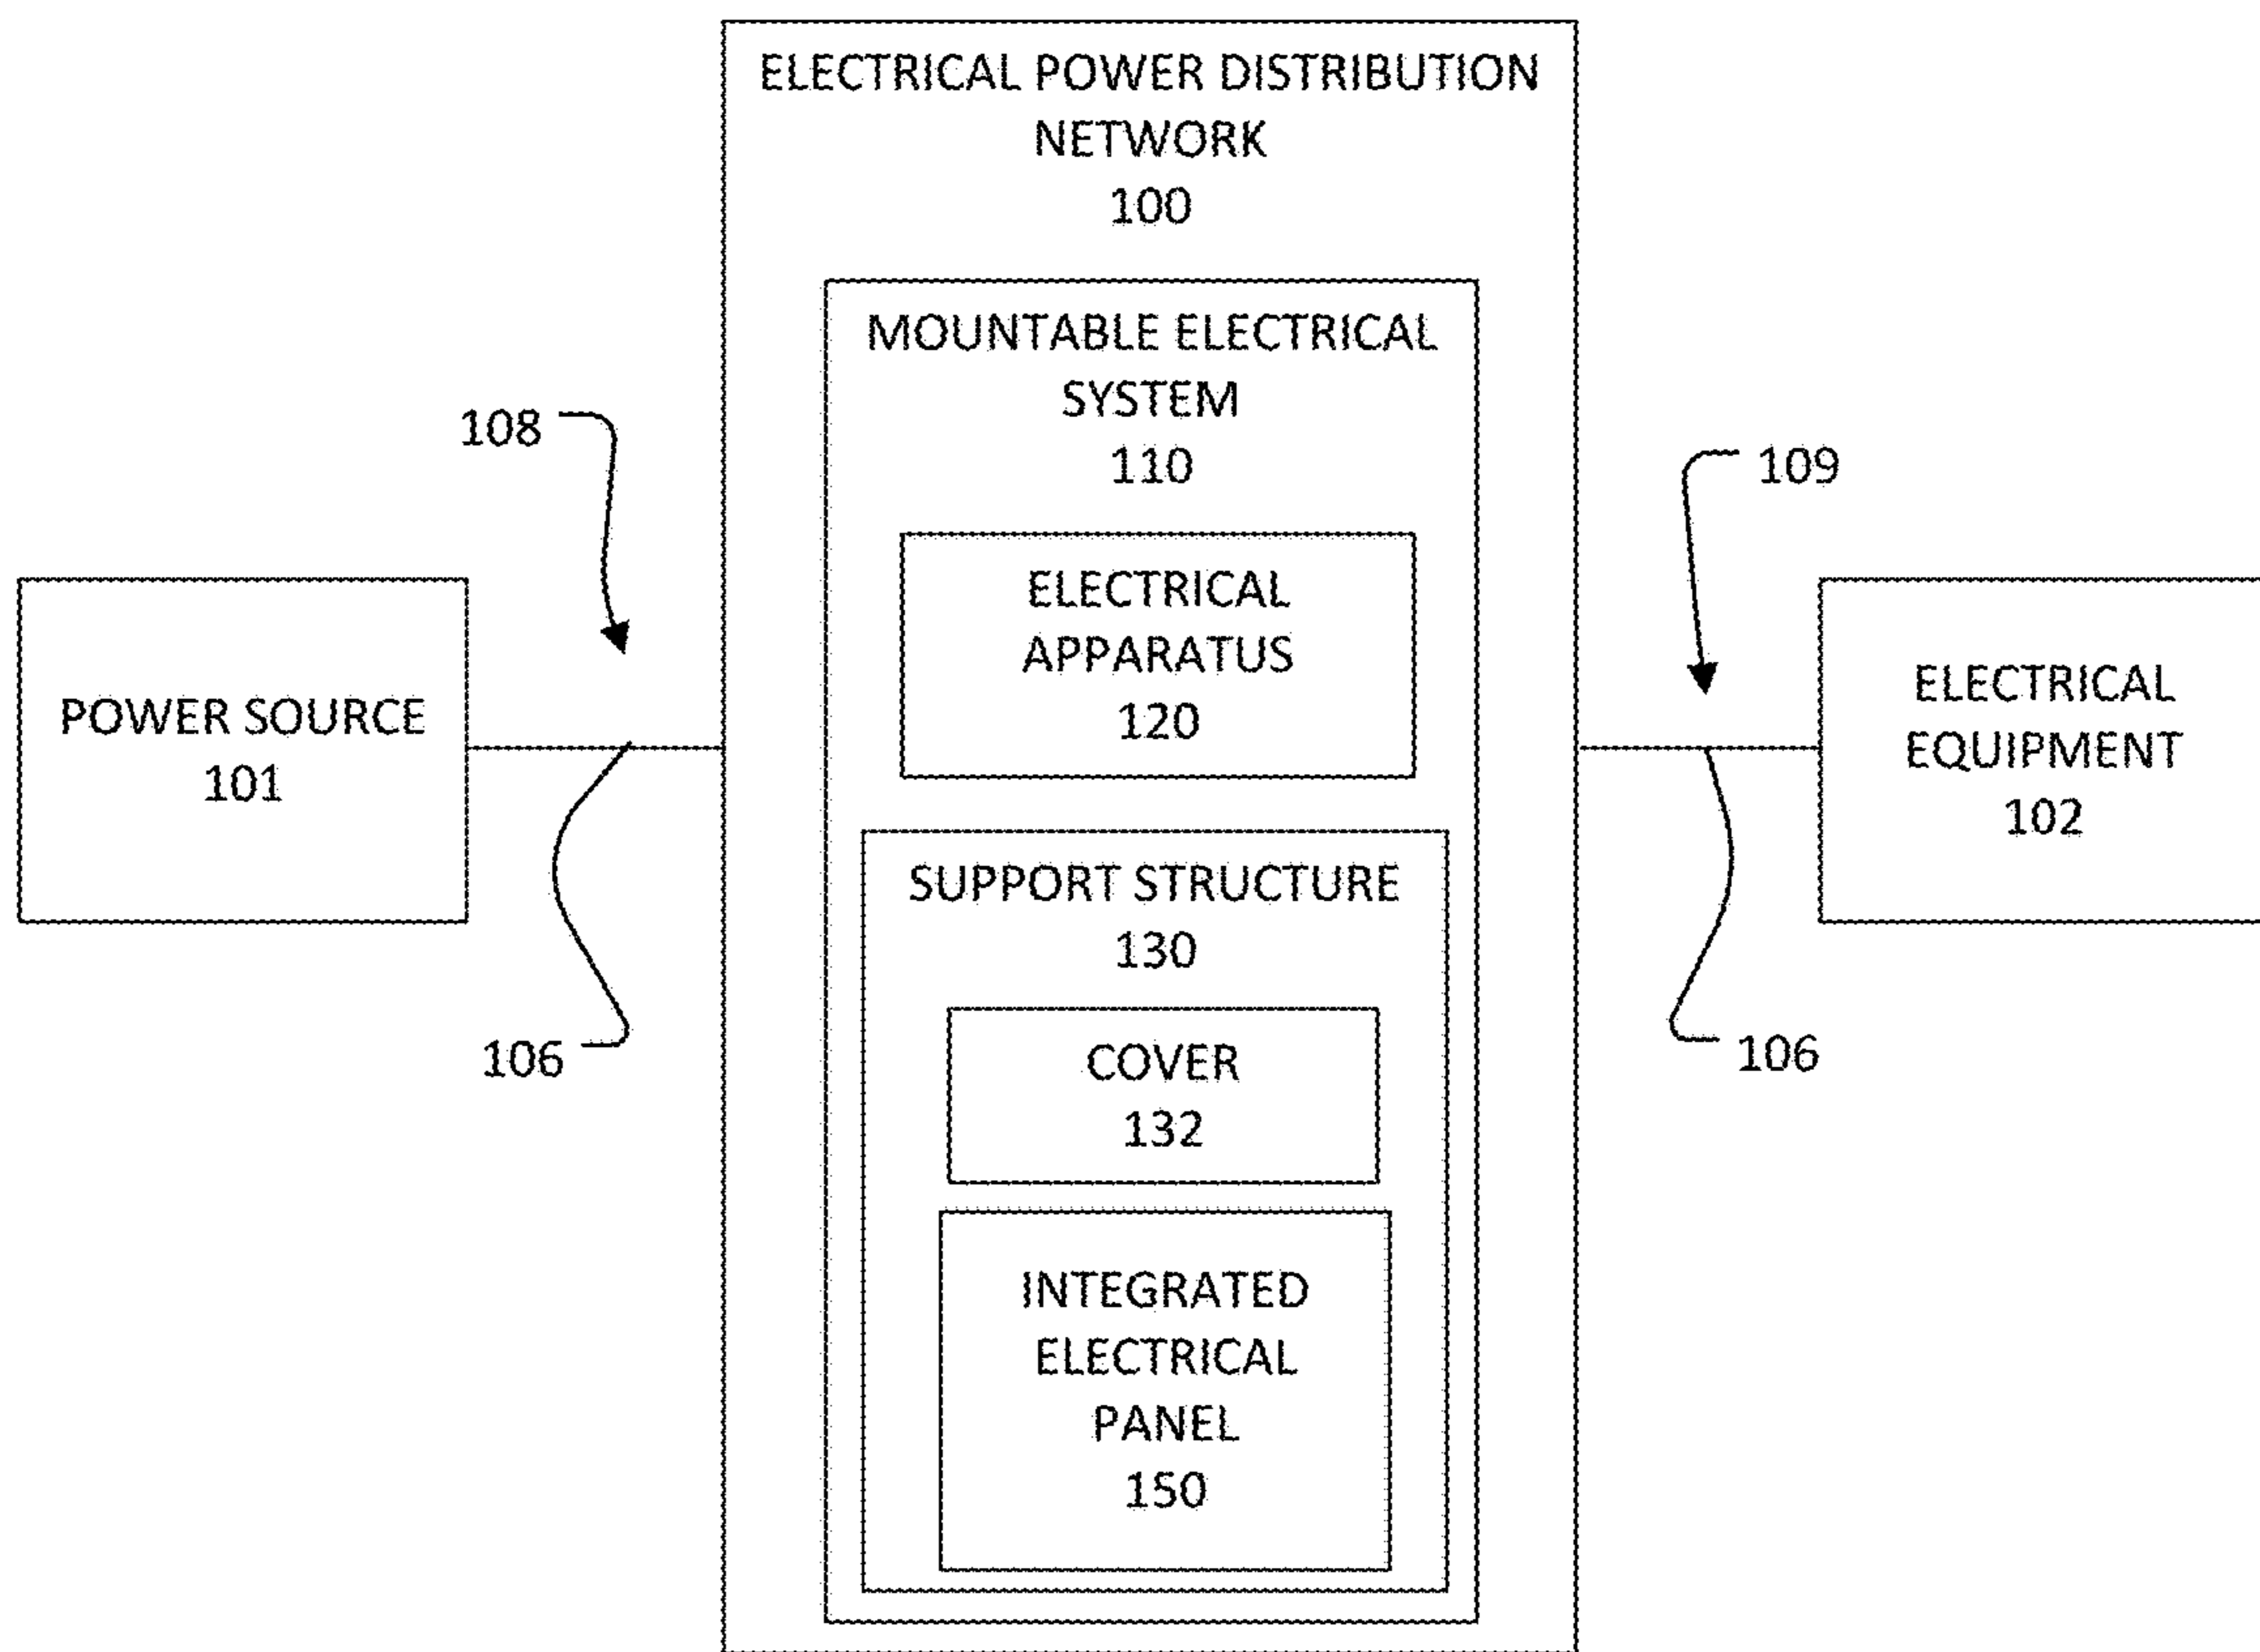 ELECTRICAL POWER DISTRIBUTION
NETWORK
100
MOUNTABLE ELECTRICAL
SYSTEM
110
108
109
ELECTRICAL
APPARATUS
120
POWER SOURCE
101
ELECTRICAL
EQUIPMENT
102
SUPPORT STRUCTURE
130
106
COVER
132
106
INTEGRATED
ELECTRICAL
PANEL
150